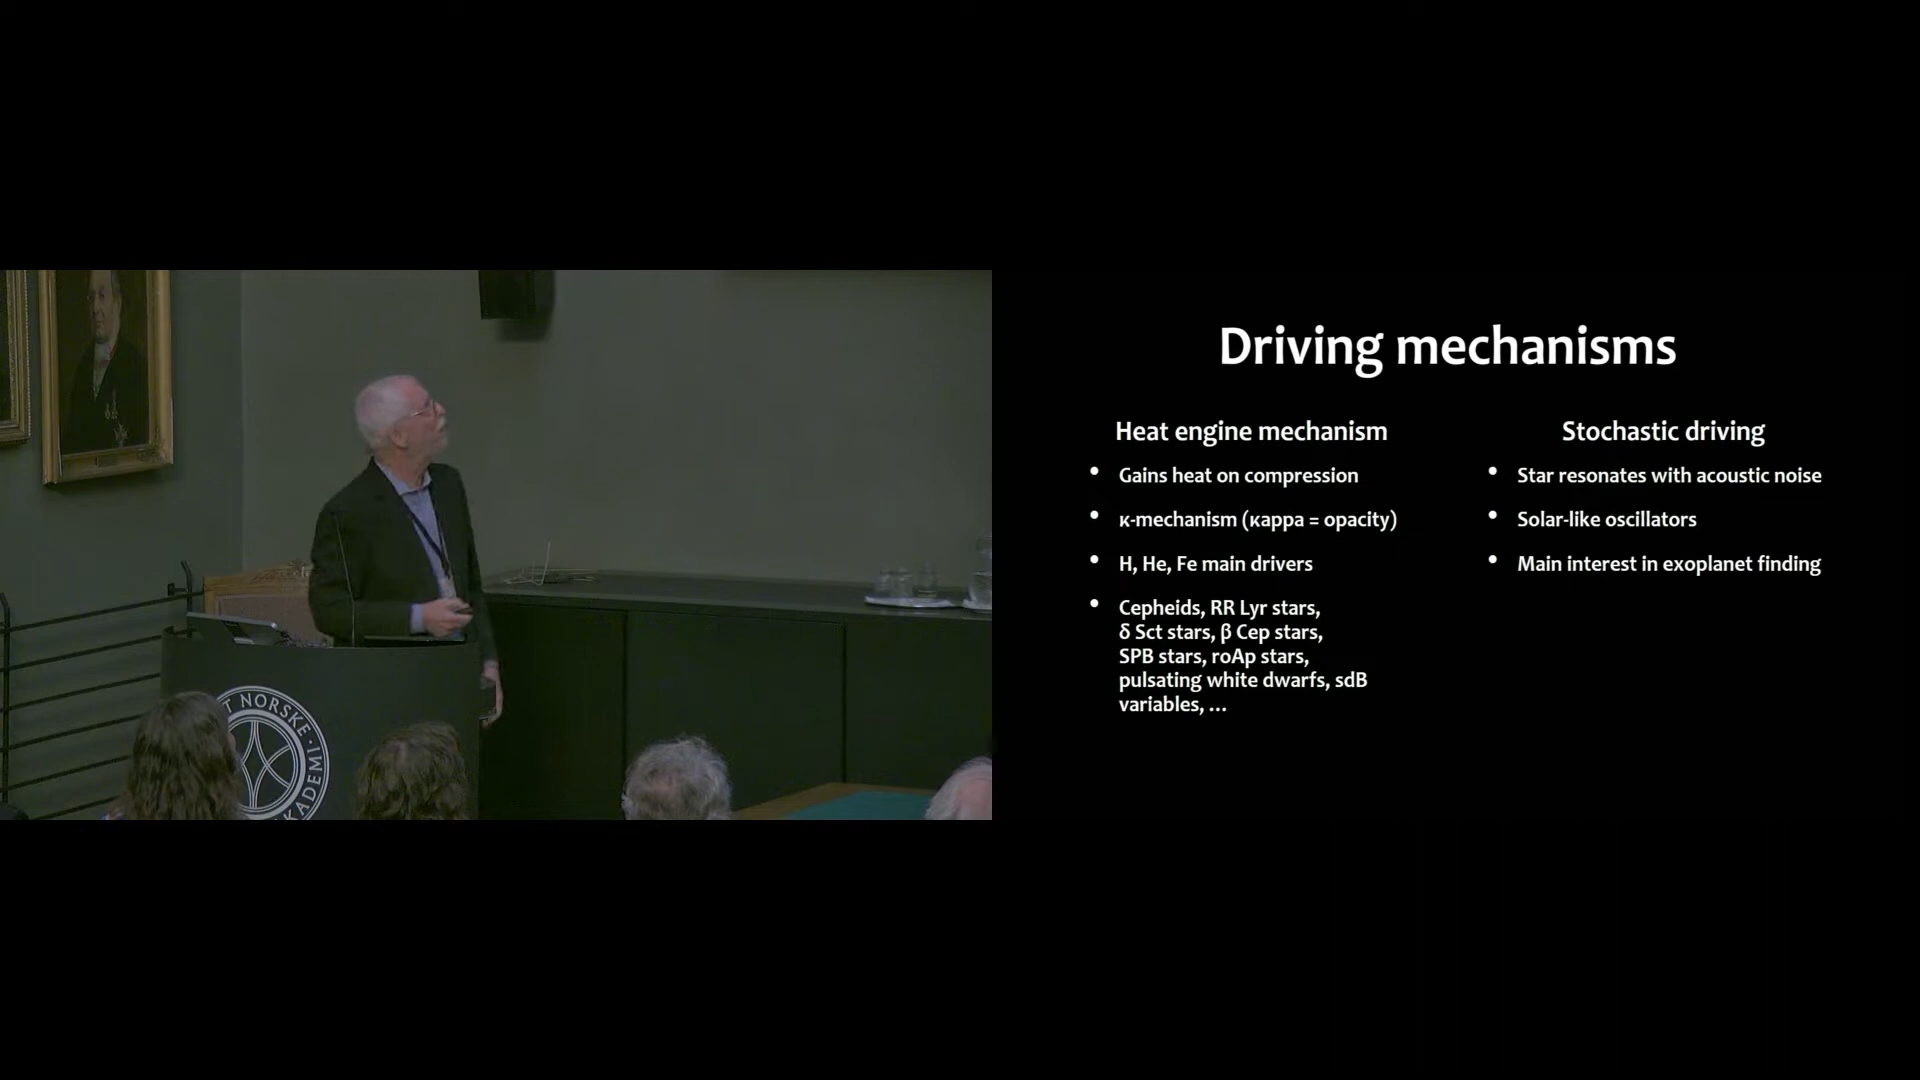 T NORSKE ·
KADEMI
Driving mechanisms
Heat engine mechanism
• Gains heat on compression
• κ-mechanism (κappa = opacity)
• H, He, Fe main drivers
• Cepheids, RR Lyr stars,
δ Sct stars, β Cep stars,
SPB stars, roAp stars,
pulsating white dwarfs, sdB
variables, ...
Stochastic driving
• Star resonates with acoustic noise
• Solar-like oscillators
• Main interest in exoplanet finding